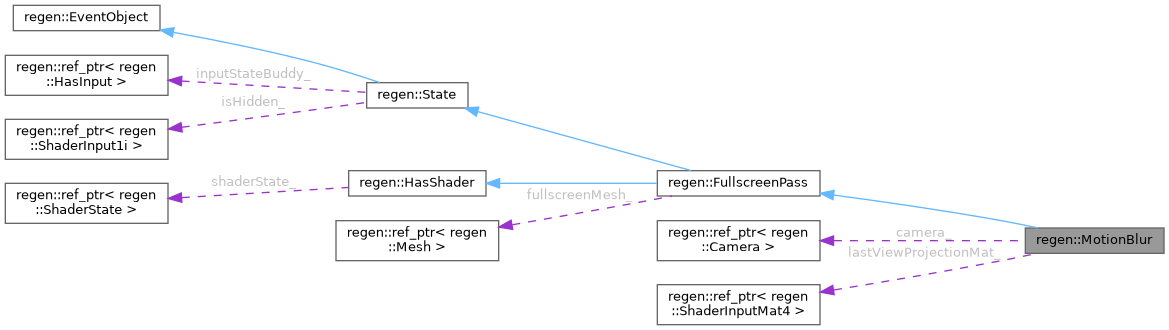 regen::EventObject
regen::ref_ptr< regen
::HasInput >
inputStateBuddy_
regen::State
isHidden_
regen::ref_ptr< regen
::ShaderInput1i >
regen::ref_ptr< regen
::ShaderState >
shaderState_
regen::HasShader
regen::FullscreenPass
fullscreenMesh_
regen::ref_ptr< regen
::Mesh >
regen::ref_ptr< regen
::Camera >
camera_
regen::MotionBlur
lastViewProjectionMat_
regen::ref_ptr< regen
::ShaderInputMat4 >